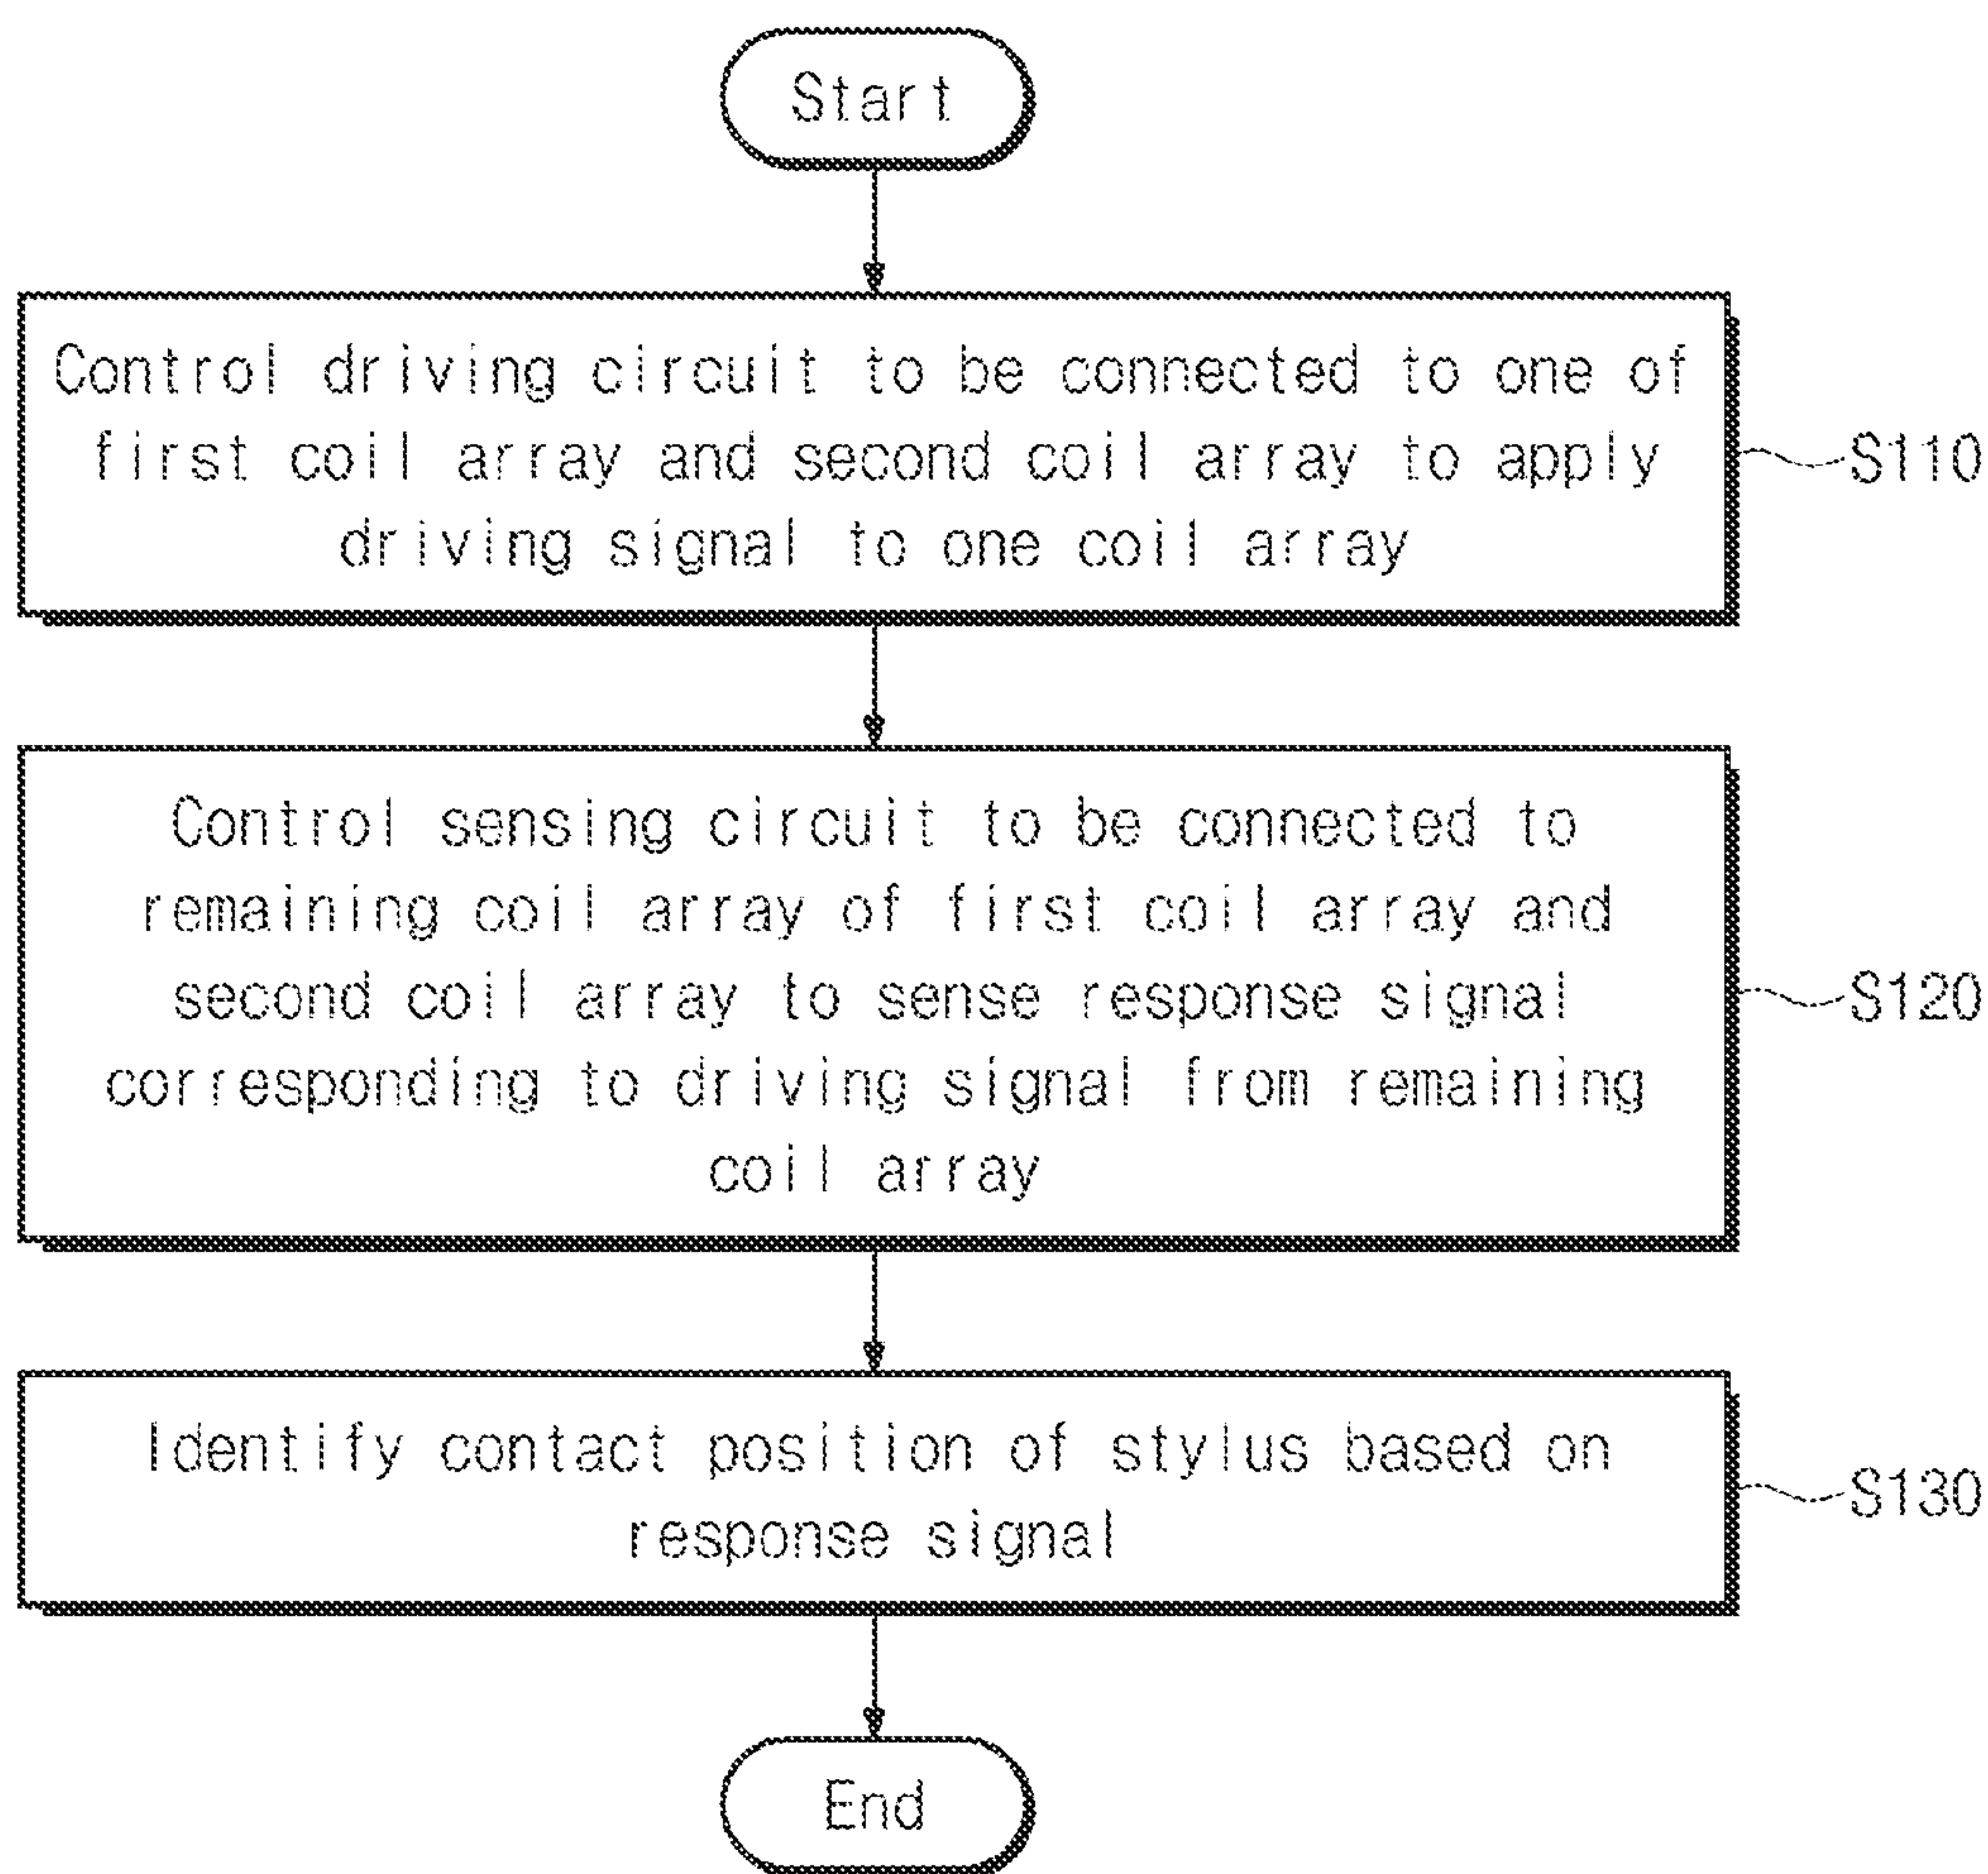 Start
Control driving circuit to be connected to one of
first coil array and second coil array to apply
driving signal to one coil array
S110
Control sensing circuit to be connected to
remaining coil array of first coil array and
second coil array to sense response signal
corresponding to driving signal from remaining
coil array
S120
Identify contact position of stylus based on
response signal
S130
End